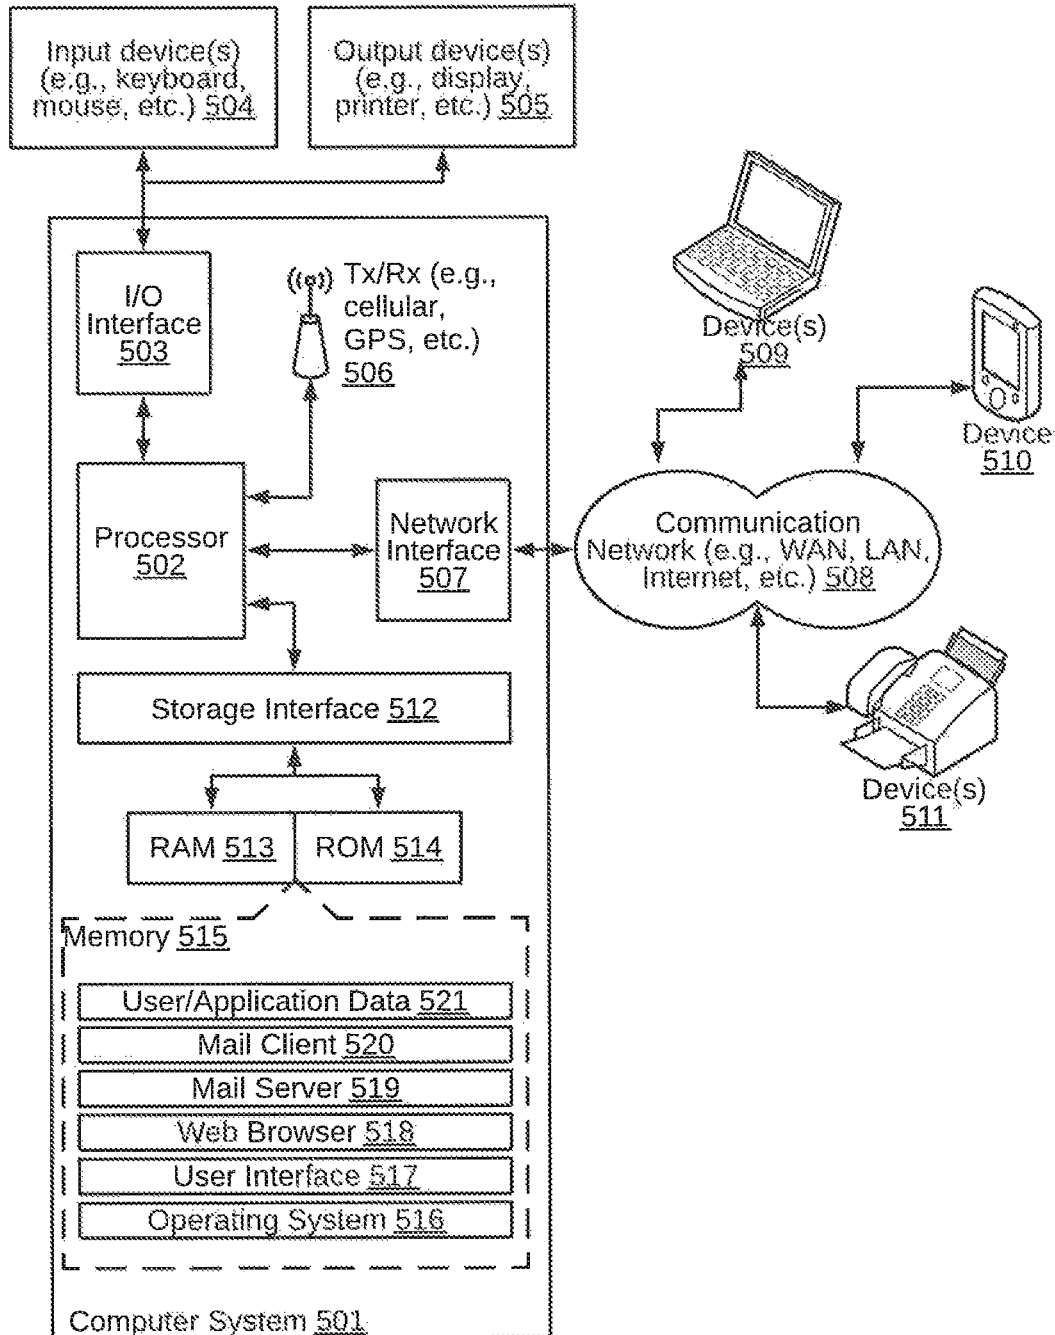 Input device(s)
(e.g., keyboard,
mouse, etc.) 504
Output device(s)
(e.g., display,
printer, etc.) 505
I/O
Interface
503
Tx/Rx (e.g.,
cellular,
GPS, etc.)
506
Device(s)
509
Device
510
Processor
502
Network
Interface
507
Communication
Network (e.g., WAN, LAN,
Internet, etc.) 508
Storage Interface 512
Device(s)
511
RAM 513
ROM 514
Memory 515
User/Application Data 521
Mail Client 520
Mail Server 519
Web Browser 518
User Interface 517
Operating System 516
Computer System 501